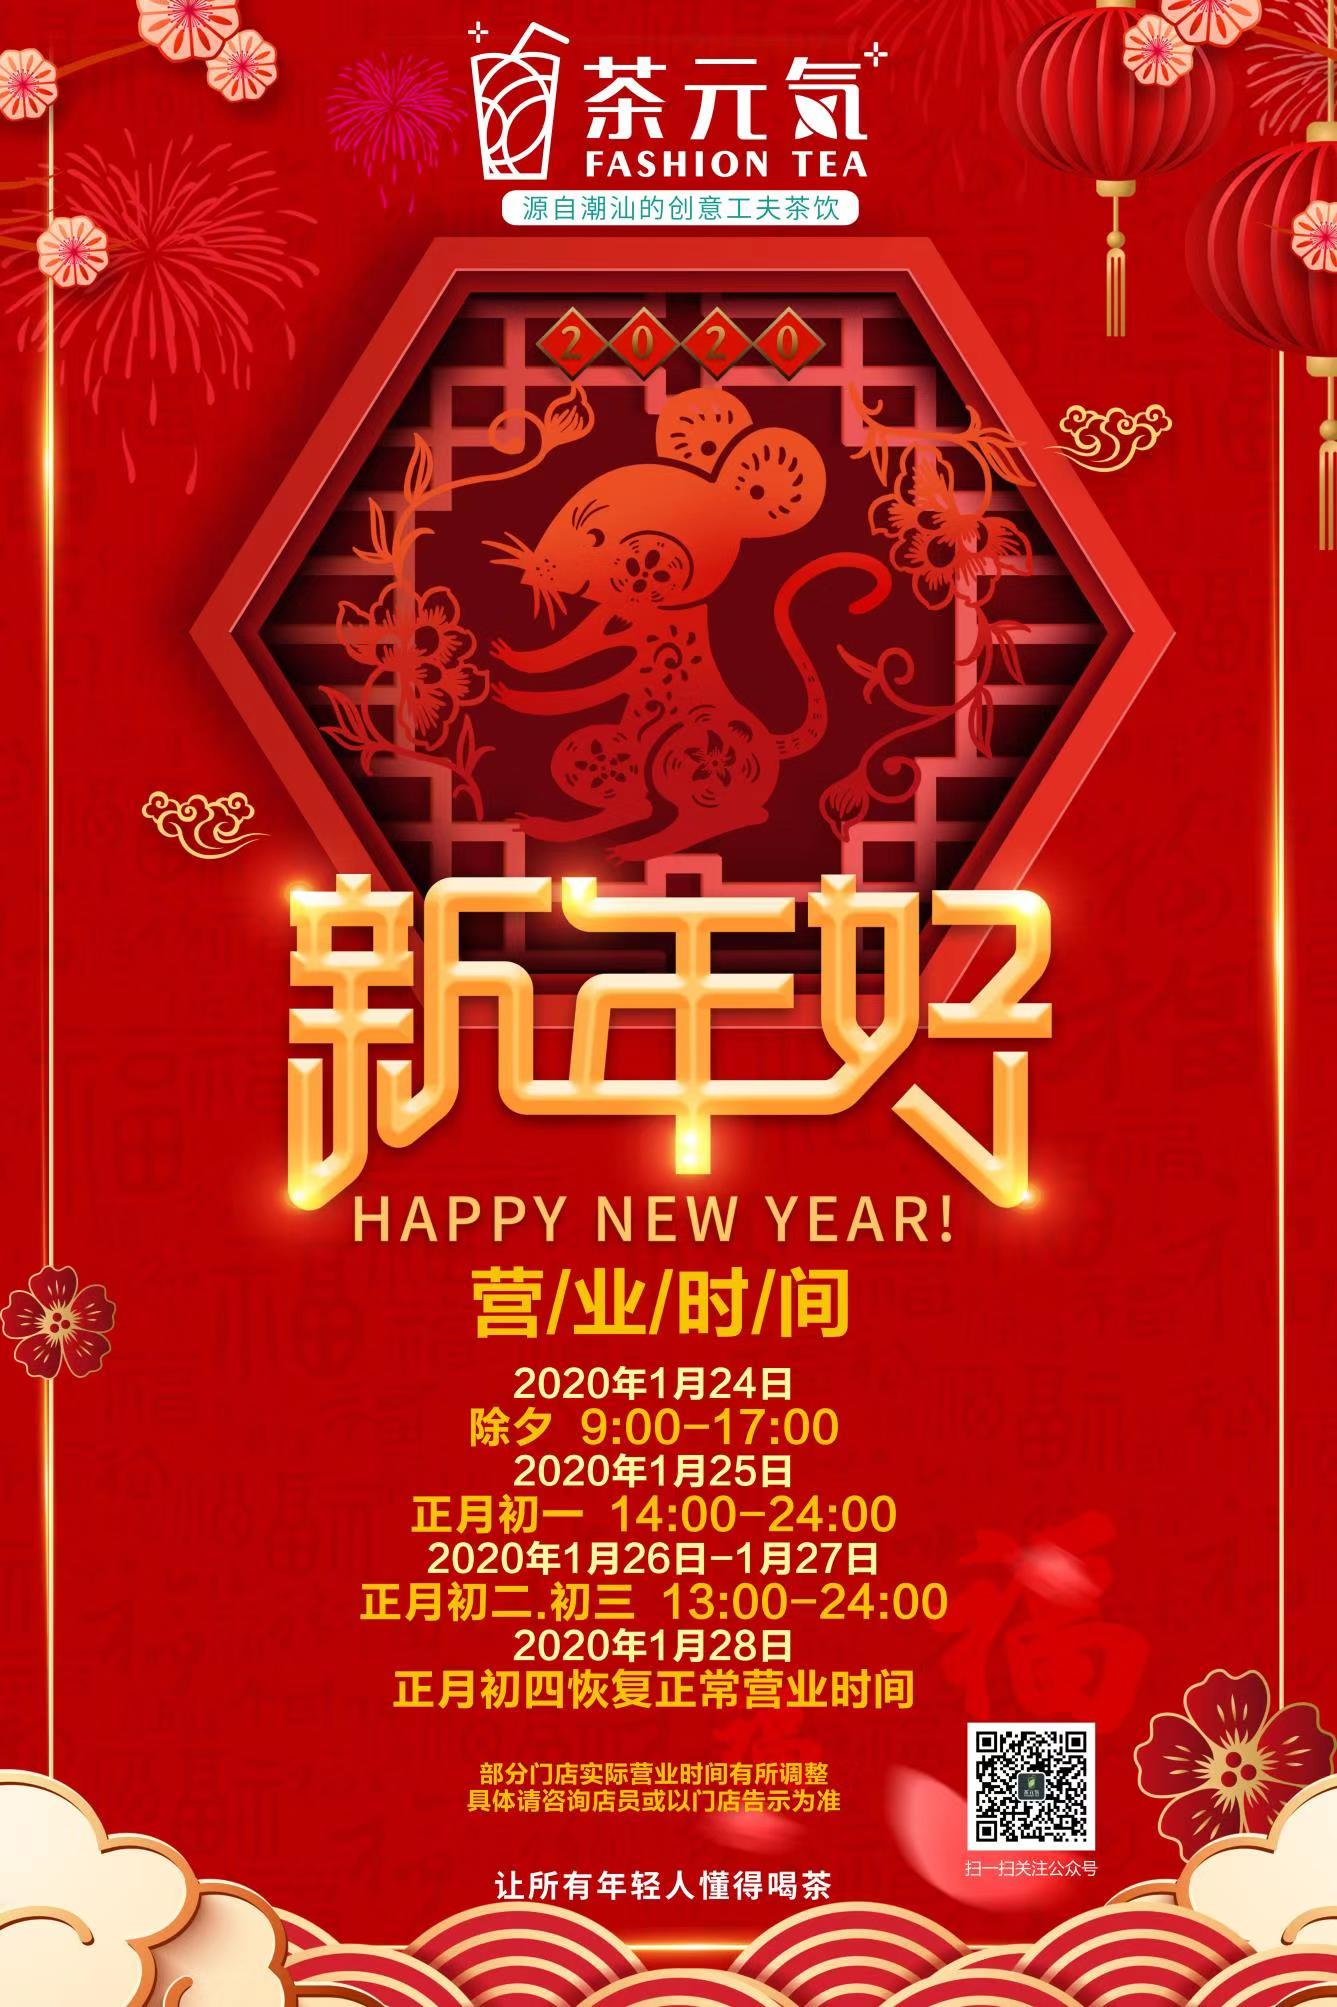 茶元気
FASHION TEA
源自潮汕的创意工夫茶饮
2020
新年好
HAPPY NEW YEAR!
营/业/时/间
2020年1月24日
除夕 9:00-17:00
2020年1月25日
正月初一 14:00-24:00
2020年1月26日-1月27日
正月初二.初三 13:00-24:00
2020年1月28日
正月初四恢复正常营业时间
福
部分门店实际营业时间有所调整
具体请咨询店员或以门店告示为准
扫一扫关注公众号
让所有年轻人懂得喝茶